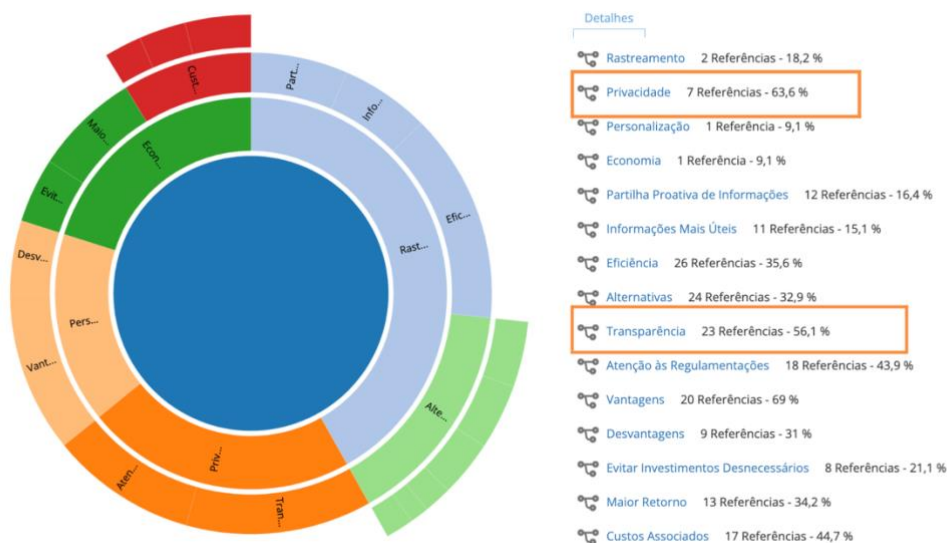 Detalhes
Rastreamento 2 Referências - 18,2 %
Privacidade 7 Referências - 63,6 %
Personalização 1 Referência - 9,1 %
Economia 1 Referência - 9,1 %
Partilha Proativa de Informações 12 Referências - 16,4 %
Informações Mais Úteis 11 Referências - 15,1 %
Eficiência 26 Referências - 35,6 %
Alternativas 24 Referências - 32,9 %
Transparência 23 Referências - 56,1 %
Atenção às Regulamentações 18 Referências - 43,9 %
Vantagens 20 Referências - 69 %
Desvantagens 9 Referências - 31 %
Evitar Investimentos Desnecessários 8 Referências - 21,1 %
Maior Retorno 13 Referências - 34,2 %
Custos Associados 17 Referências - 44,7 %
Cust...
Part...
Info...
Maio...
Econ...
Evit...
Efic...
Rast...
Desv...
Pers...
Vant...
Alte...
Priv...
Aten...
Tran...